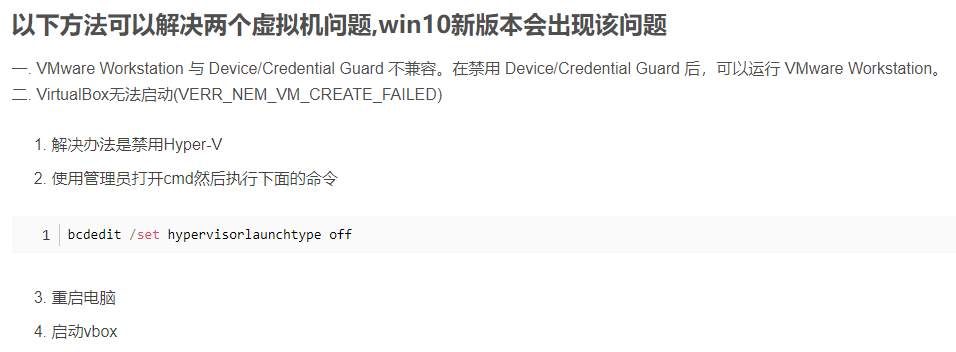 以下方法可以解决两个虚拟机问题,win10新版本会出现该问题
一. VMware Workstation 与 Device/Credential Guard 不兼容。在禁用 Device/Credential Guard 后，可以运行 VMware Workstation。
二. VirtualBox无法启动(VERR_NEM_VM_CREATE_FAILED)
1. 解决办法是禁用Hyper-V
2. 使用管理员打开cmd然后执行下面的命令
1 bcdedit /set hypervisorlaunchtype off
3. 重启电脑
4. 启动vbox